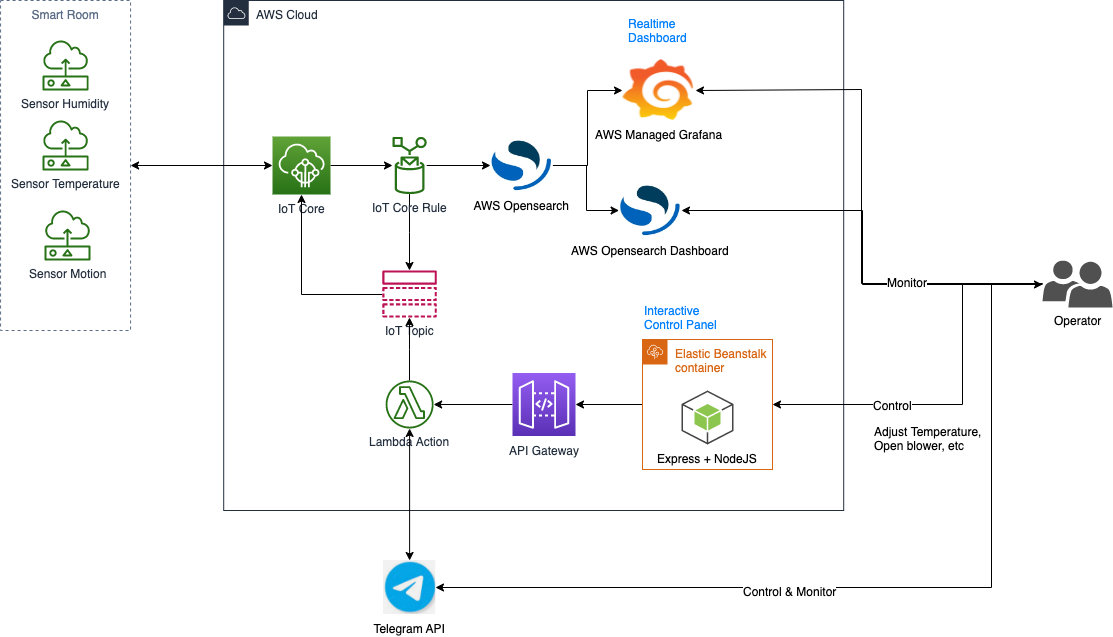 Smart Room
Sensor Humidity
Sensor Temperature
Sensor Motion
AWS Cloud
IoT Core
IoT Core Rule
AWS Opensearch
Realtime
Dashboard
AWS Managed Grafana
AWS Opensearch Dashboard
IoT Topic
Lambda Action
</>
API Gateway
Interactive
Control Panel
Elastic Beanstalk
container
Express + NodeJS
Monitor
Operator
Control
Adjust Temperature,
Open blower, etc
Control & Monitor
Telegram API